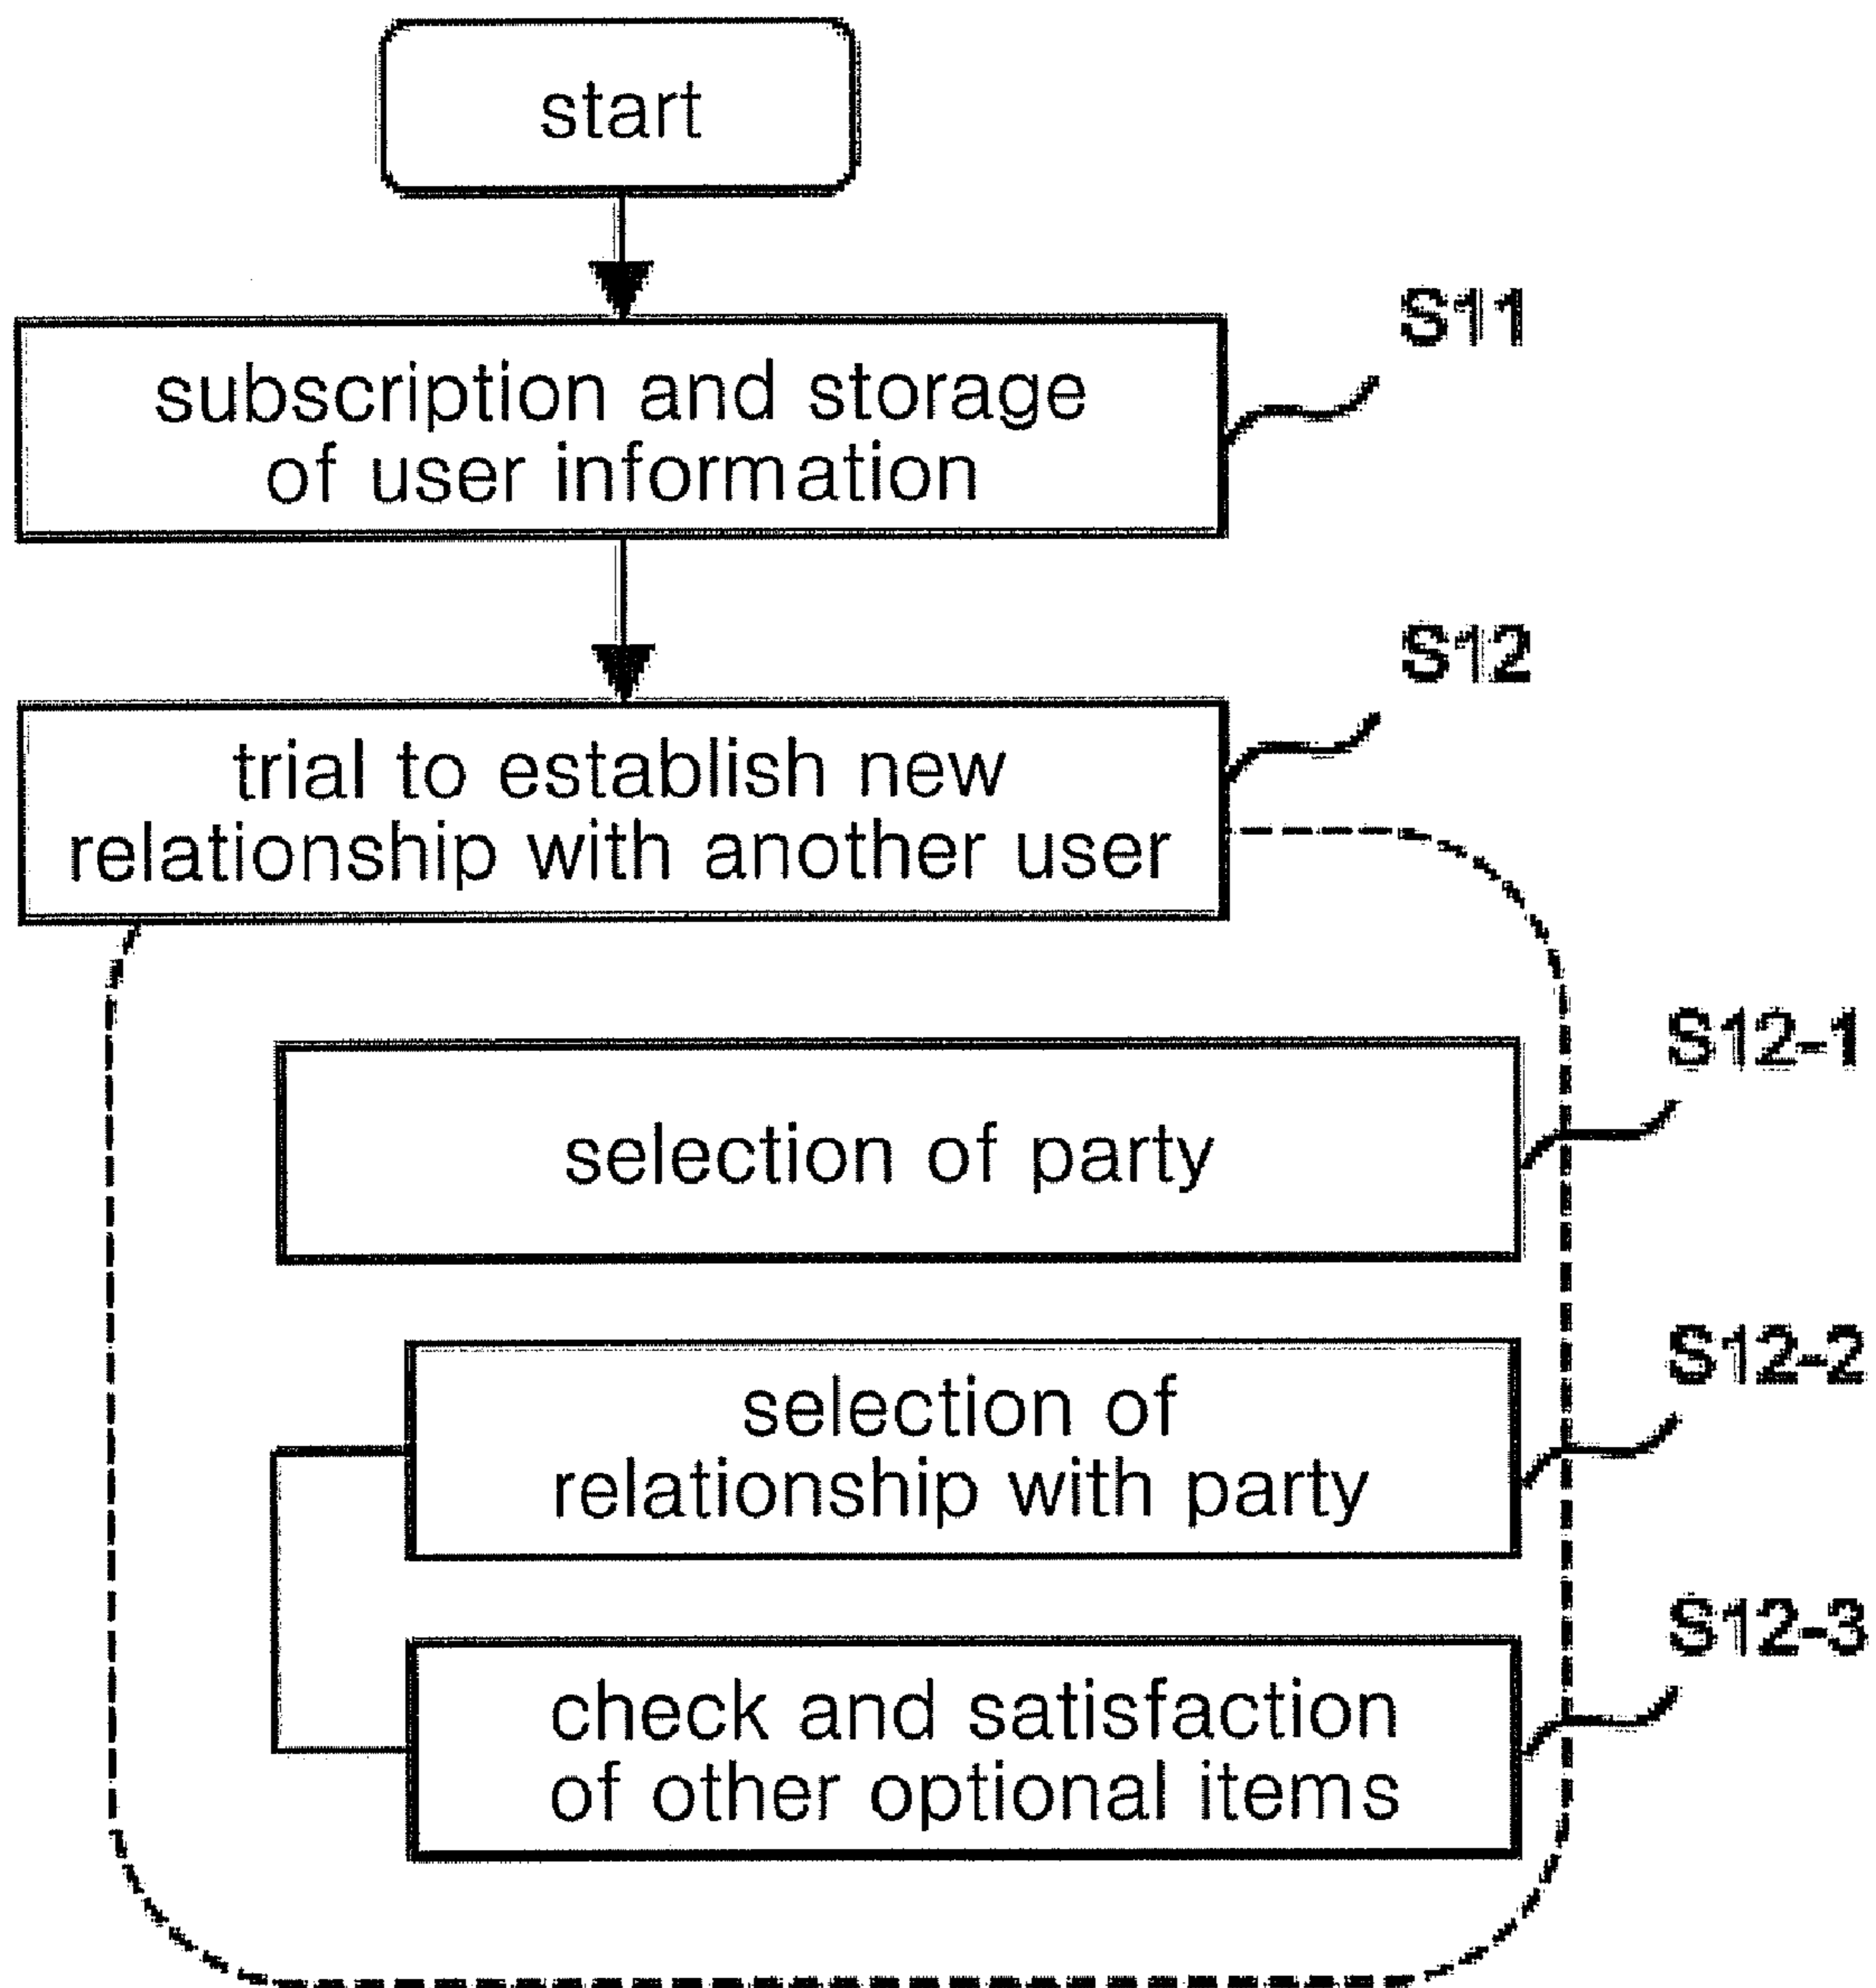 start
S11
subscription and storage
of user information
S12
trial to establish new
relationship with another user
S12-1
selection of party
S12-2
selection of
relationship with party
S12-3
check and satisfaction
of other optional items